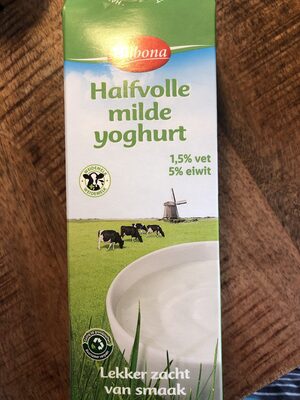 Halfvolle
milde
yoghurt
1,5% vet
5% eiwit
Lekker zacht
van smaak